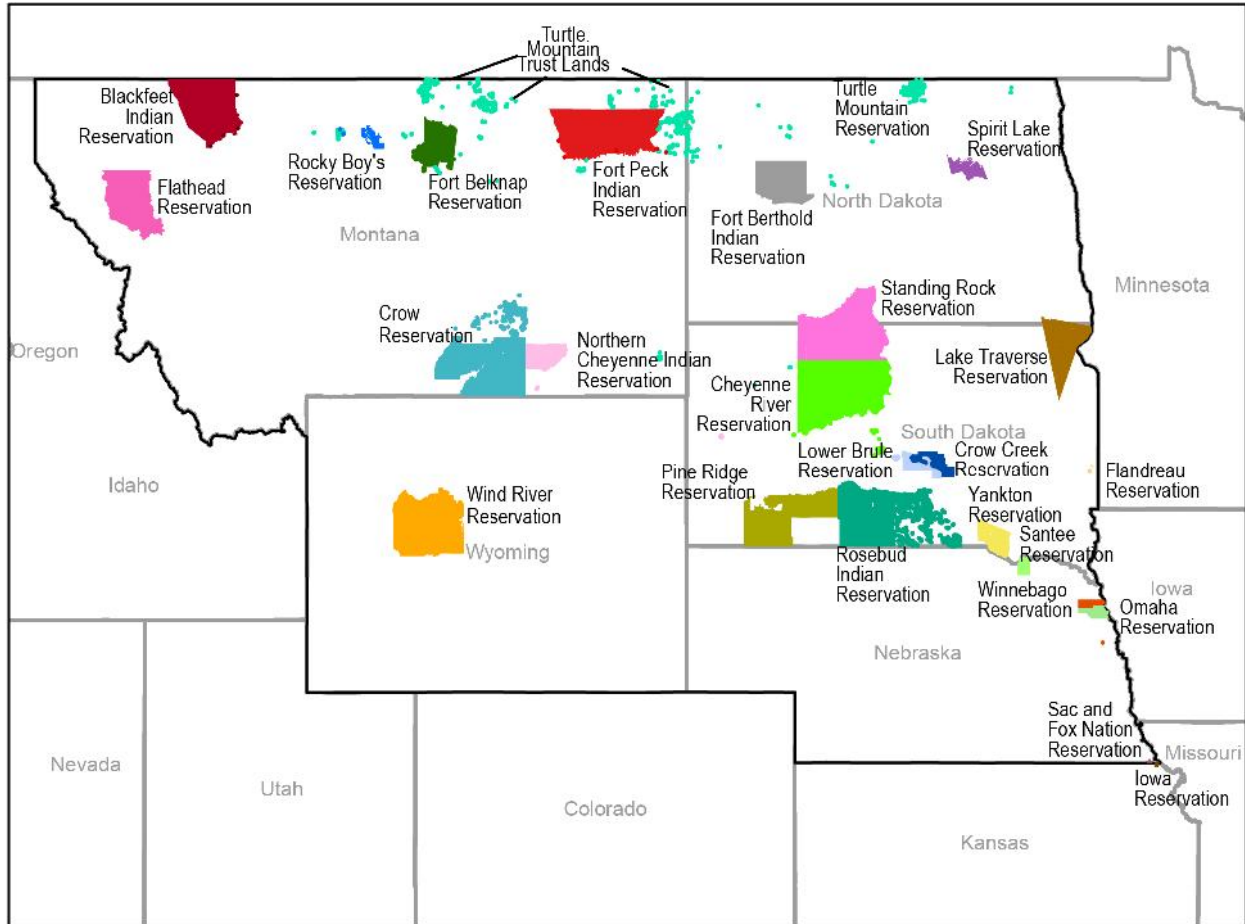 Turtle
Mountain
Trust Lands
Blackfeet
Indian
Reservation
Turtle
Mountain
Reservation
Spirit Lake
Reservation
Rocky Boy's
Reservation
Fort Belknap
Reservation
Fort Peck
Indian
Reservation
Flathead
Reservation
North Dakota
Fort Berthold
Indian
Reservation
Montana
Minnesota
Standing Rock
Reservation
Crow
Reservation
Northern
Cheyenne Indian
Reservation
Oregon
Lake Traverse
Reservation
Cheyenne
River
Reservation
South Dakota
Lower Brule
Reservation
Crow Creek
Reservation
Pine Ridge
Reservation
Flandreau
Reservation
Idaho
Wind River
Reservation
Wyoming
Yankton
Reservation
Santee
Reservation
Rosebud
Indian
Reservation
Winnebago
Reservation
Iowa
Omaha
Reservation
Nebraska
Sac and
Fox Nation
Reservation
Missouri
Iowa
Reservation
Nevada
Utah
Colorado
Kansas